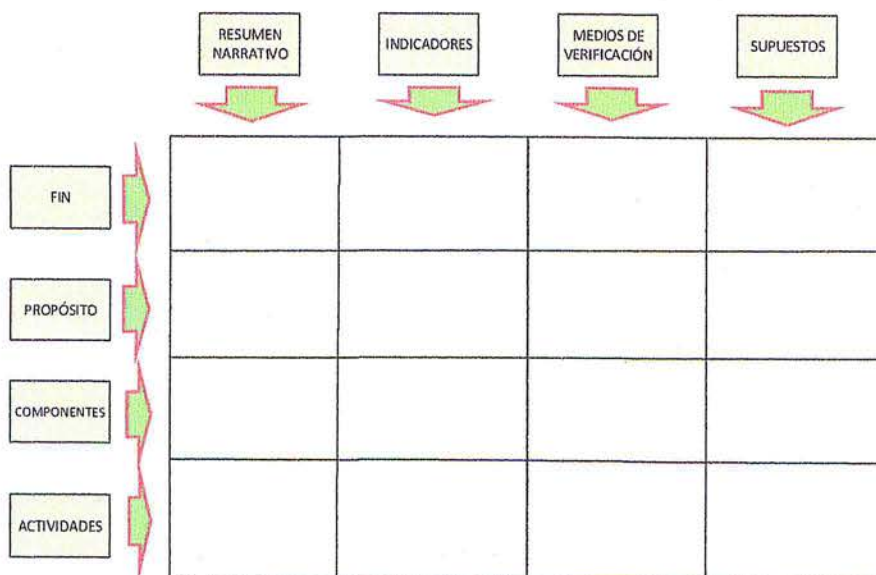 RESUMEN
NARRATIVO
INDICADORES
MEDIOS DE
VERIFICACIÓN
SUPUESTOS
FIN
PROPÓSITO
COMPONENTES
ACTIVIDADES